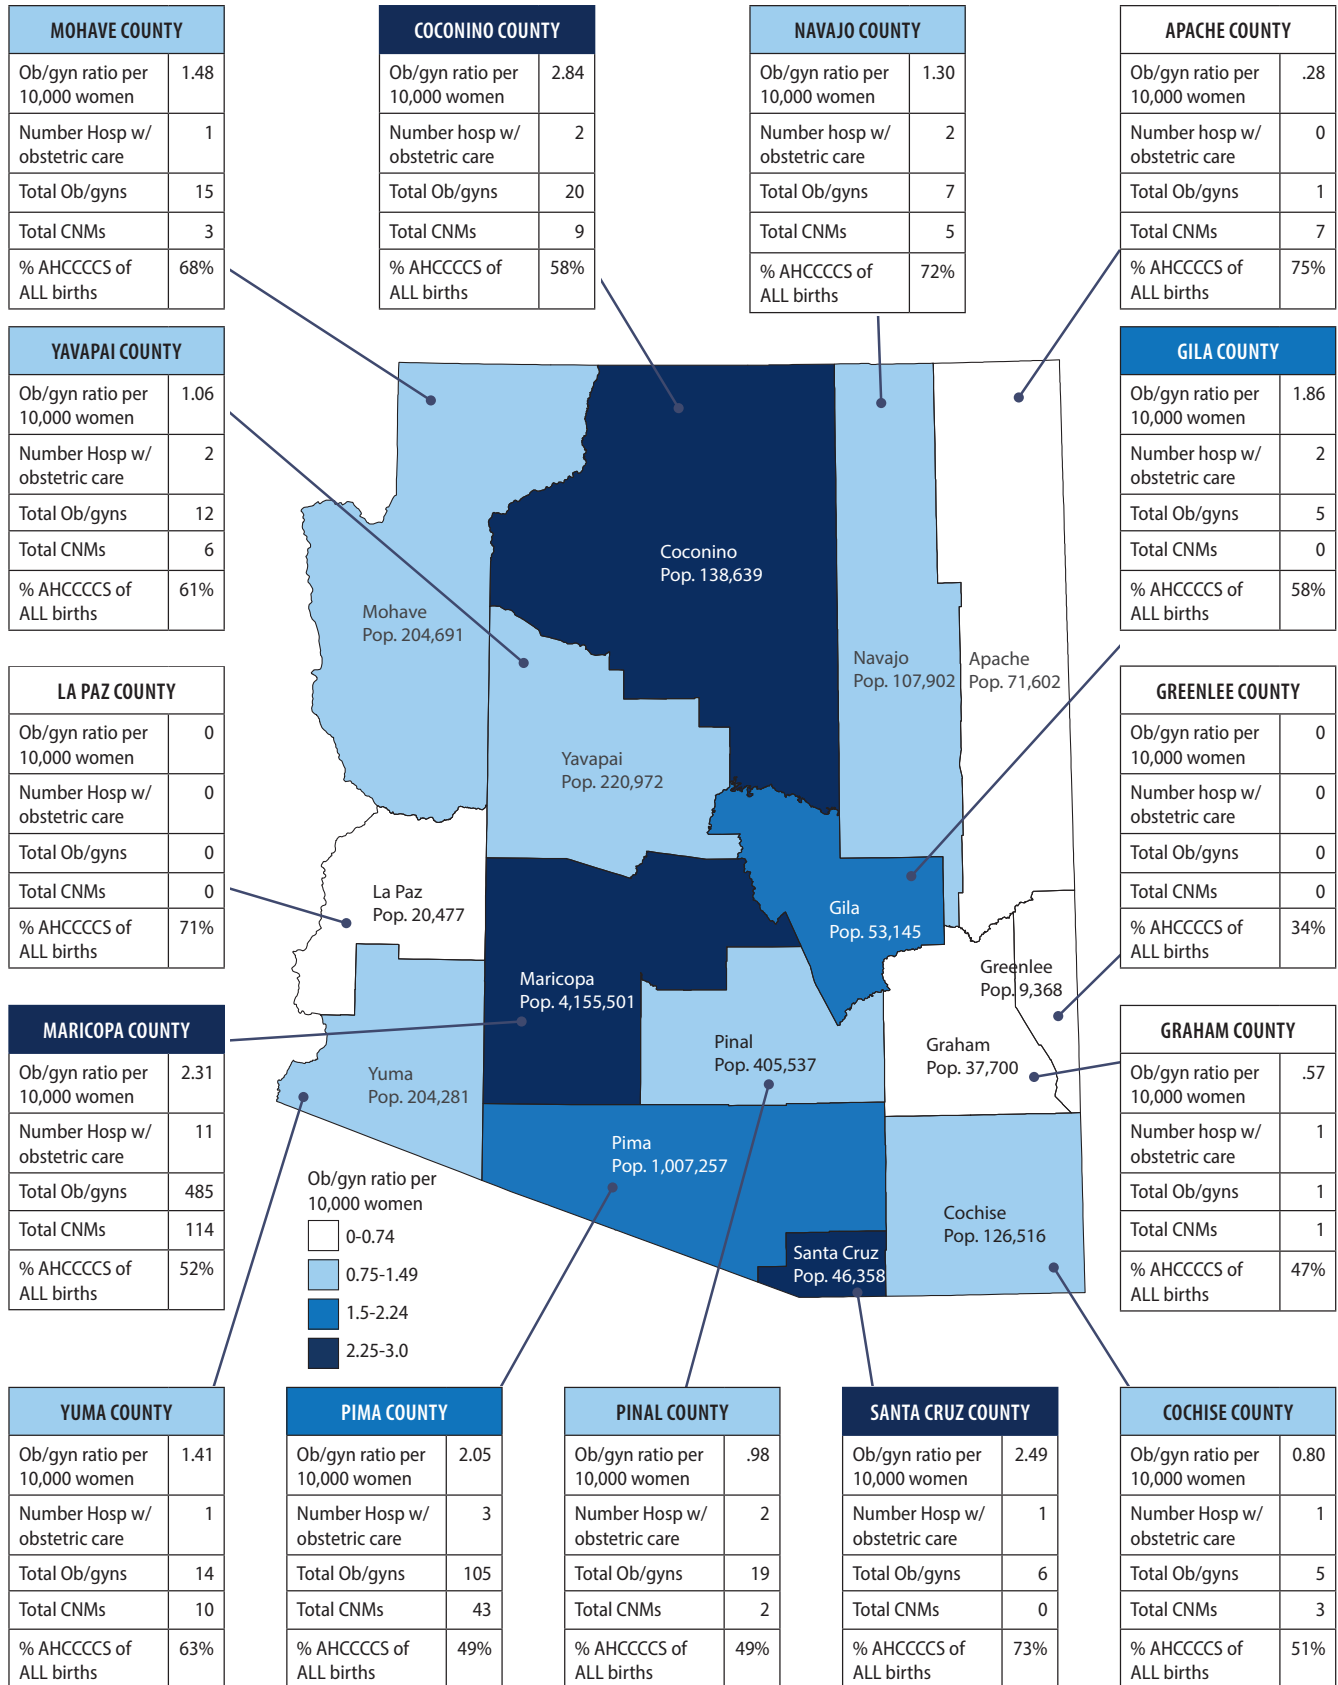 MOHAVE COUNTY
Ob/gyn ratio per 1.48
10,000 women
Number Hosp w/ 1
obstetric care
Total Ob/gyns 15
Total CNMs 3
% AHCCCCS of 68%
ALL births
COCONINO COUNTY
Ob/gyn ratio per 2.84
10,000 women
Number hosp w/ 2
obstetric care
Total Ob/gyns 20
Total CNMs 9
% AHCCCCS of 58%
ALL births
NAVAJO COUNTY
Ob/gyn ratio per 1.30
10,000 women
Number hosp w/ 2
obstetric care
Total Ob/gyns 7
Total CNMs 5
% AHCCCCS of 72%
ALL births
APACHE COUNTY
Ob/gyn ratio per .28
10,000 women
Number hosp w/ 0
obstetric care
Total Ob/gyns 1
Total CNMs 7
% AHCCCCS of 75%
ALL births
YAVAPAI COUNTY
Ob/gyn ratio per 1.06
10,000 women
Number Hosp w/ 2
obstetric care
Total Ob/gyns 12
Total CNMs 6
% AHCCCCS of 61%
ALL births
GILA COUNTY
Ob/gyn ratio per 1.86
10,000 women
Number hosp w/ 2
obstetric care
Total Ob/gyns 5
Total CNMs 0
% AHCCCCS of 58%
ALL births
LA PAZ COUNTY
Ob/gyn ratio per 0
10,000 women
Number Hosp w/ 0
obstetric care
Total Ob/gyns 0
Total CNMs 0
% AHCCCCS of 71%
ALL births
GREENLEE COUNTY
Ob/gyn ratio per 0
10,000 women
Number hosp w/ 0
obstetric care
Total Ob/gyns 0
Total CNMs 0
% AHCCCCS of 34%
ALL births
MARICOPA COUNTY
Ob/gyn ratio per 2.31
10,000 women
Number Hosp w/ 11
obstetric care
Total Ob/gyns 485
Total CNMs 114
% AHCCCCS of 52%
ALL births
GRAHAM COUNTY
Ob/gyn ratio per .57
10,000 women
Number hosp w/ 1
obstetric care
Total Ob/gyns 1
Total CNMs 1
% AHCCCCS of 47%
ALL births
Coconino
Pop. 138,639
Mohave
Pop. 204,691
Navajo
Pop. 107,902
Apache
Pop. 71,602
Yavapai
Pop. 220,972
La Paz
Pop. 20,477
Gila
Pop. 53,145
Maricopa
Pop. 4,155,501
Greenlee
Pop. 9,368
Pinal
Pop. 405,537
Graham
Pop. 37,700
Yuma
Pop. 204,281
Pima
Pop. 1,007,257
Cochise
Pop. 126,516
Santa Cruz
Pop. 46,358
Ob/gyn ratio per
10,000 women
0-0.74
0.75-1.49
1.5-2.24
2.25-3.0
YUMA COUNTY
Ob/gyn ratio per 1.41
10,000 women
Number Hosp w/ 1
obstetric care
Total Ob/gyns 14
Total CNMs 10
% AHCCCCS of 63%
ALL births
PIMA COUNTY
Ob/gyn ratio per 2.05
10,000 women
Number Hosp w/ 3
obstetric care
Total Ob/gyns 105
Total CNMs 43
% AHCCCCS of 49%
ALL births
PINAL COUNTY
Ob/gyn ratio per .98
10,000 women
Number Hosp w/ 2
obstetric care
Total Ob/gyns 19
Total CNMs 2
% AHCCCCS of 49%
ALL births
SANTA CRUZ COUNTY
Ob/gyn ratio per 2.49
10,000 women
Number Hosp w/ 1
obstetric care
Total Ob/gyns 6
Total CNMs 0
% AHCCCCS of 73%
ALL births
COCHISE COUNTY
Ob/gyn ratio per 0.80
10,000 women
Number Hosp w/ 1
obstetric care
Total Ob/gyns 5
Total CNMs 3
% AHCCCCS of 51%
ALL births